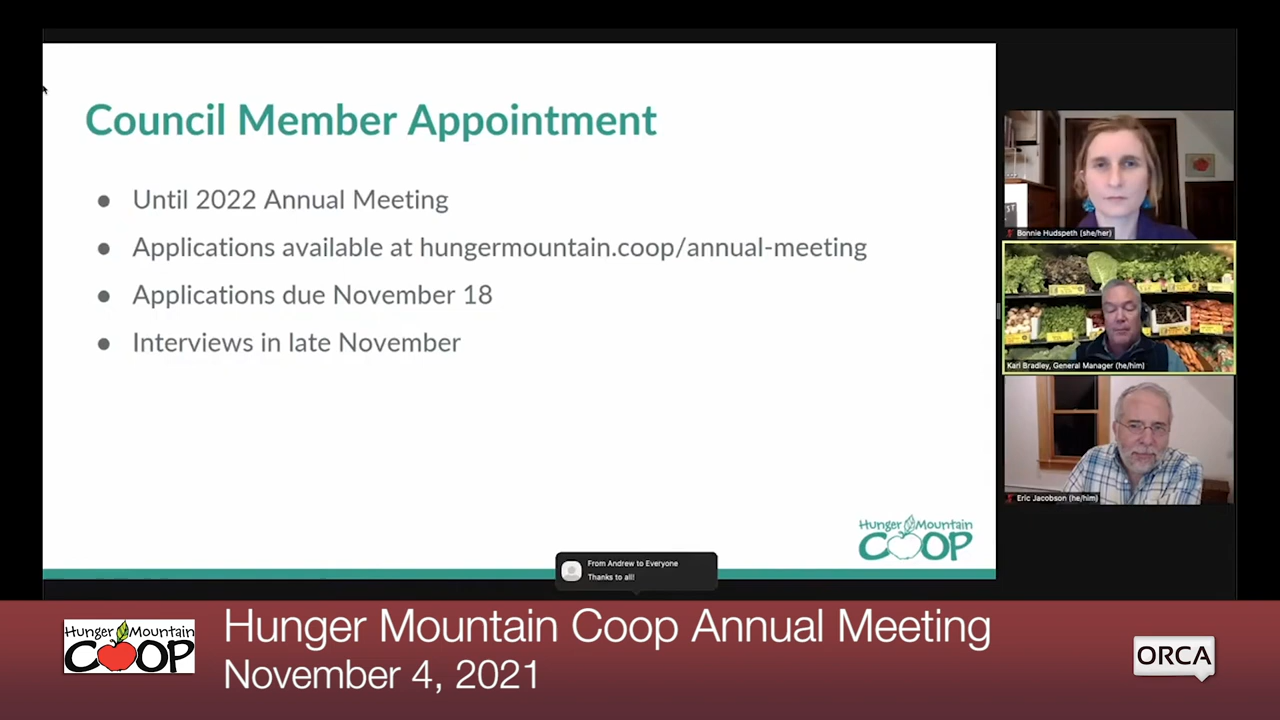 Council Member Appointment
● Until 2022 Annual Meeting
● Applications available at hungermountain.coop/annual-meeting
● Applications due November 18
● Interviews in late November
Hunger Mountain
COOP
From Andrew to Everyone
Thanks to all!
Bonnie Hudspeth (she/her)
Kari Bradley, General Manager (he/him)
Eric Jacobson (he/him)
Hunger Mountain
COOP
Hunger Mountain Coop Annual Meeting
November 4, 2021
ORCA